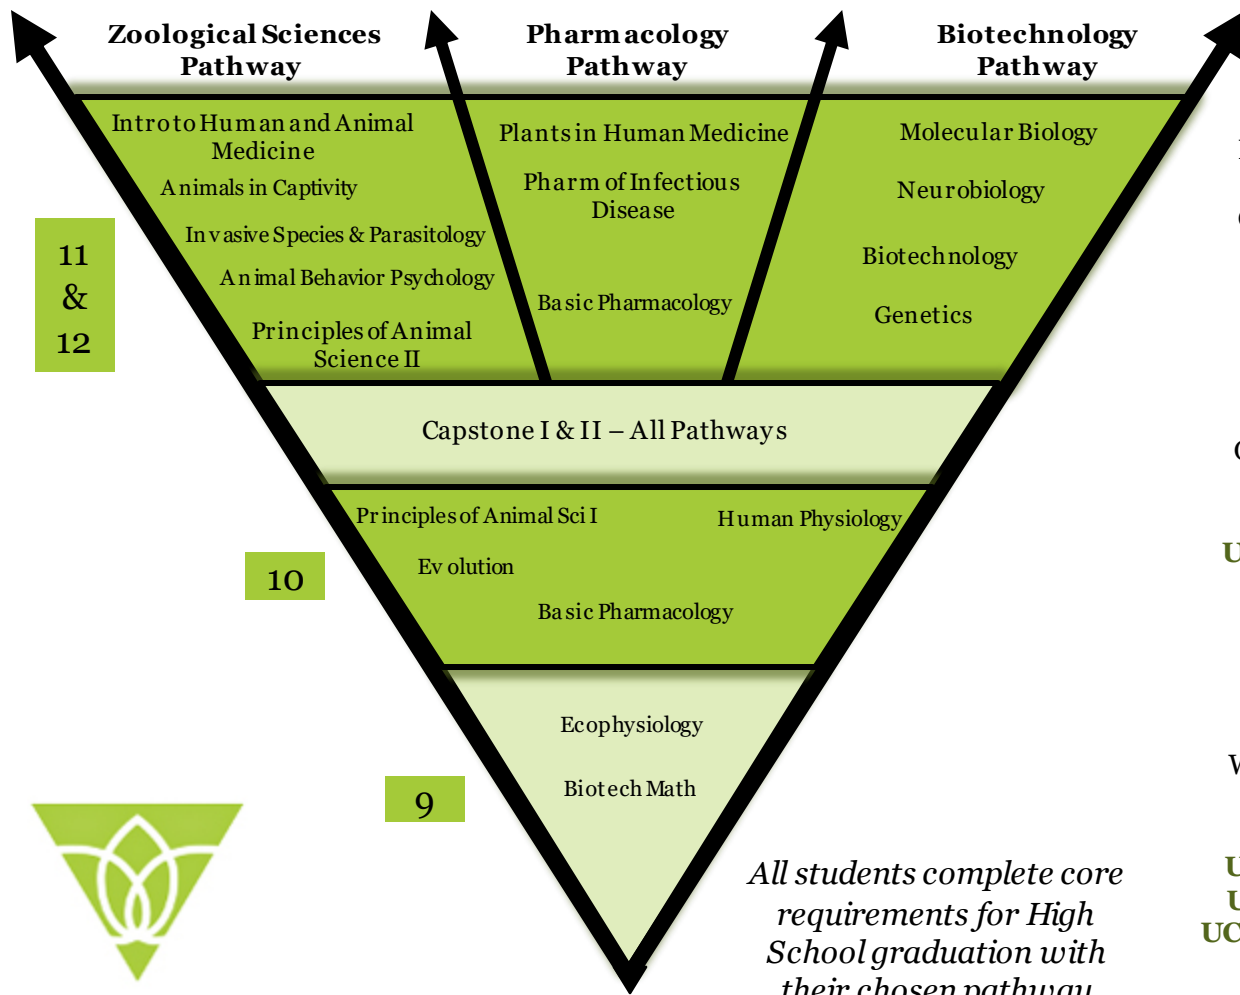 Zoological Sciences
Pathway
Pharmacology
Pathway
Biotechnology
Pathway
Intro to Human and Animal
Medicine
Animals in Captivity
Invasive Species & Parasitology
Animal Behavior Psychology
Principles of Animal
Science II
Plants in Human Medicine
Pharm of Infectious
Disease
Basic Pharmacology
Molecular Biology
Neurobiology
Biotechnology
Genetics
11
&
12
Capstone I & II – All Pathways
Principles of Animal Sci I
Human Physiology
Evolution
Basic Pharmacology
10
Ecophysiology
Biotech Math
9
All students complete core
requirements for High
School graduation with
their chosen pathway